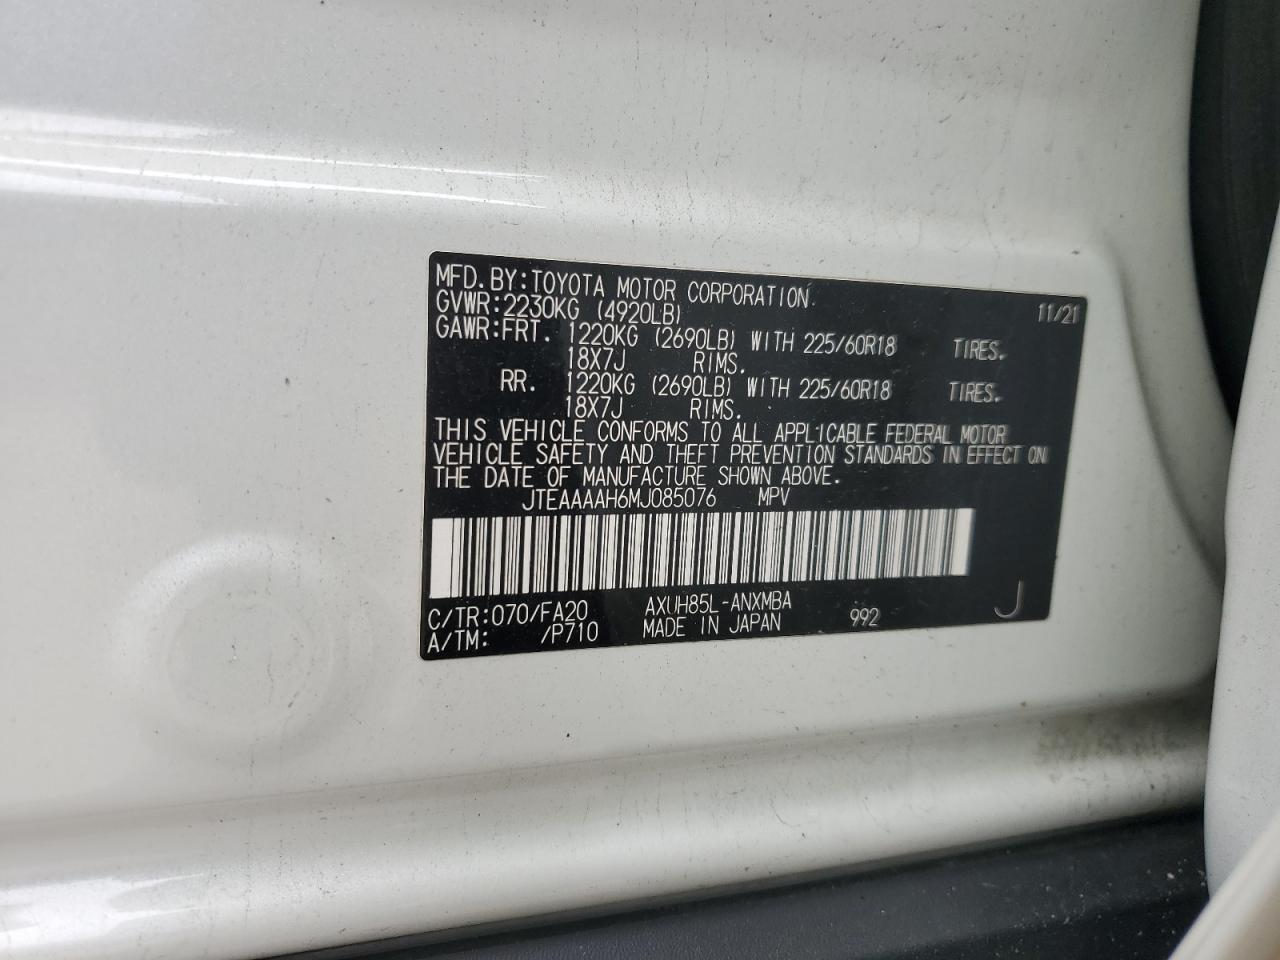 MFD.BY:TOYOTA MOTOR CORPORATION. 11/21
GVWR:2230KG (4920LB)
GAWR:FRT. 1220KG (2690LB) WITH 225/60R18 TIRES.
18X7J RIMS.
RR. 1220KG (2690LB) WITH 225/60R18 TIRES.
18X7J RIMS.
THIS VEHICLE CONFORMS TO ALL APPLICABLE FEDERAL MOTOR
VEHICLE SAFETY AND THEFT PREVENTION STANDARDS IN EFFECT ON
THE DATE OF MANUFACTURE SHOWN ABOVE.
JTEAAAAH6MJ085076 MPV
C/TR:070/FA20 AXUH85L-ANXMBA 992 J
A/TM: /P710 MADE IN JAPAN